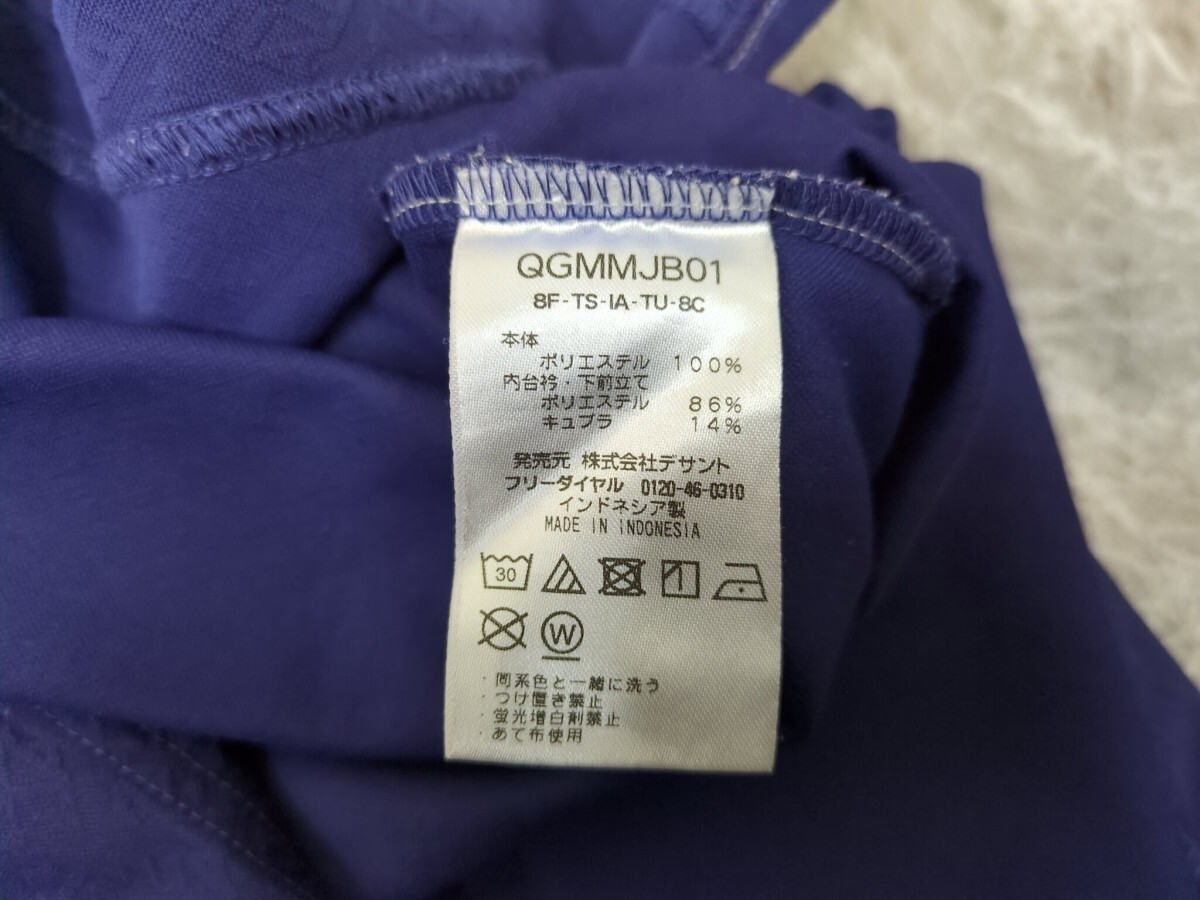 QGMMJB01
8F-TS-IA-TU-8C
本体
ポリエステル 100%
内台衿・下前立て
ポリエステル 86%
キュプラ 14%
発売元 株式会社デサント
フリーダイヤル 0120-46-0310
インドネシア製
MADE IN INDONESIA
30
W
・同系色と一緒に洗う
・つけ置き禁止
・蛍光増白剤禁止
・あて布使用